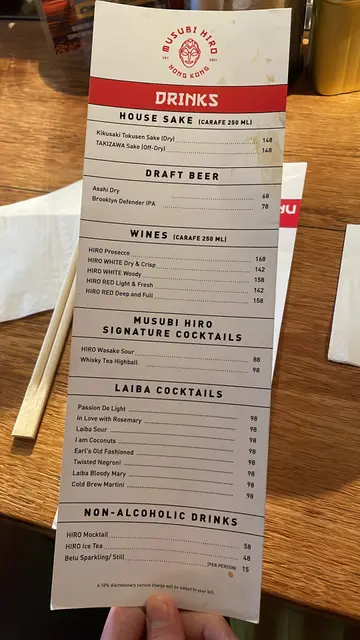 MUSUBI HIRO
EST 2021
HONG KONG
DRINKS
HOUSE SAKE (CARAFE 250 ML)
Kikusaki Tokusen Sake (Dry) 148
TAKIZAWA Sake (Off-Dry) 148
DRAFT BEER
Asahi Dry 68
Brooklyn Defender IPA 78
WINES (CARAFE 250 ML)
HIRO Prosecco 168
HIRO WHITE Dry & Crisp 142
HIRO WHITE Woody 158
HIRO RED Light & Fresh 142
HIRO RED Deep and Full 158
MUSUBI HIRO
SIGNATURE COCKTAILS
HIRO Wasake Sour 88
Whisky Tea Highball 98
LAIBA COCKTAILS
Passion De Light 98
In Love with Rosemary 98
Laiba Sour 98
I am Coconuts 98
Earl's Old Fashioned 98
Twisted Negroni 98
Laiba Bloody Mary 98
Cold Brew Martini 98
NON-ALCOHOLIC DRINKS
HIRO Mocktail 58
HIRO Ice Tea 48
Belu Sparkling/ Still (PER PERSON) 15
A 10% discretionary service charge will be added to your bill.